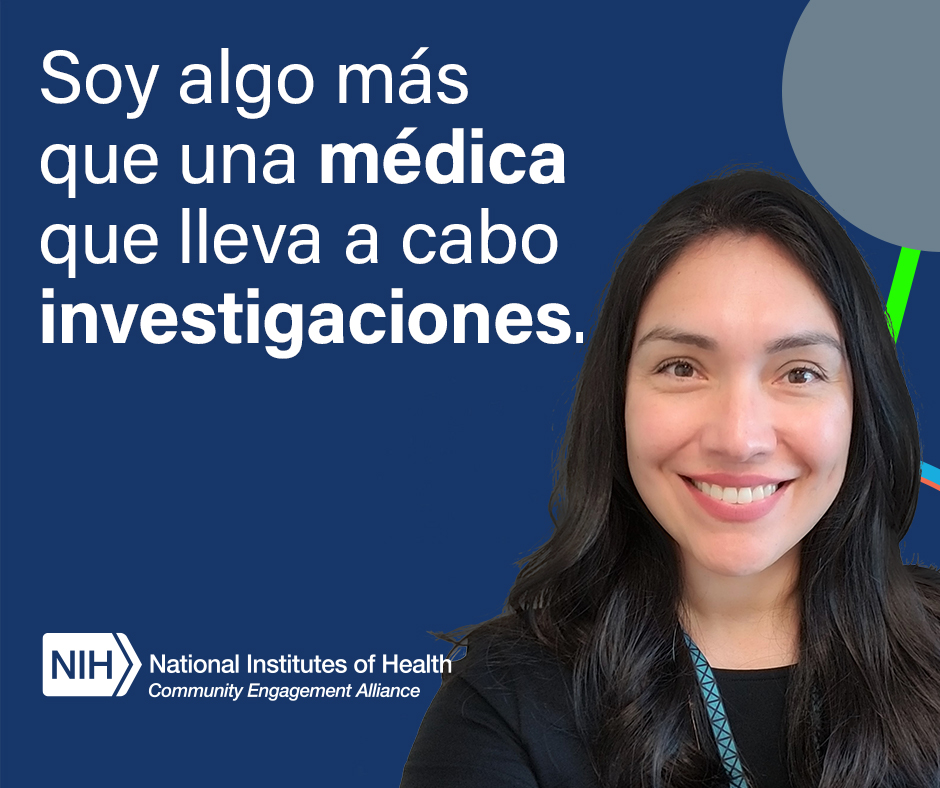 Soy algo más
que una médica
que lleva a cabo
investigaciones.
NIH National Institutes of Health
Community Engagement Alliance